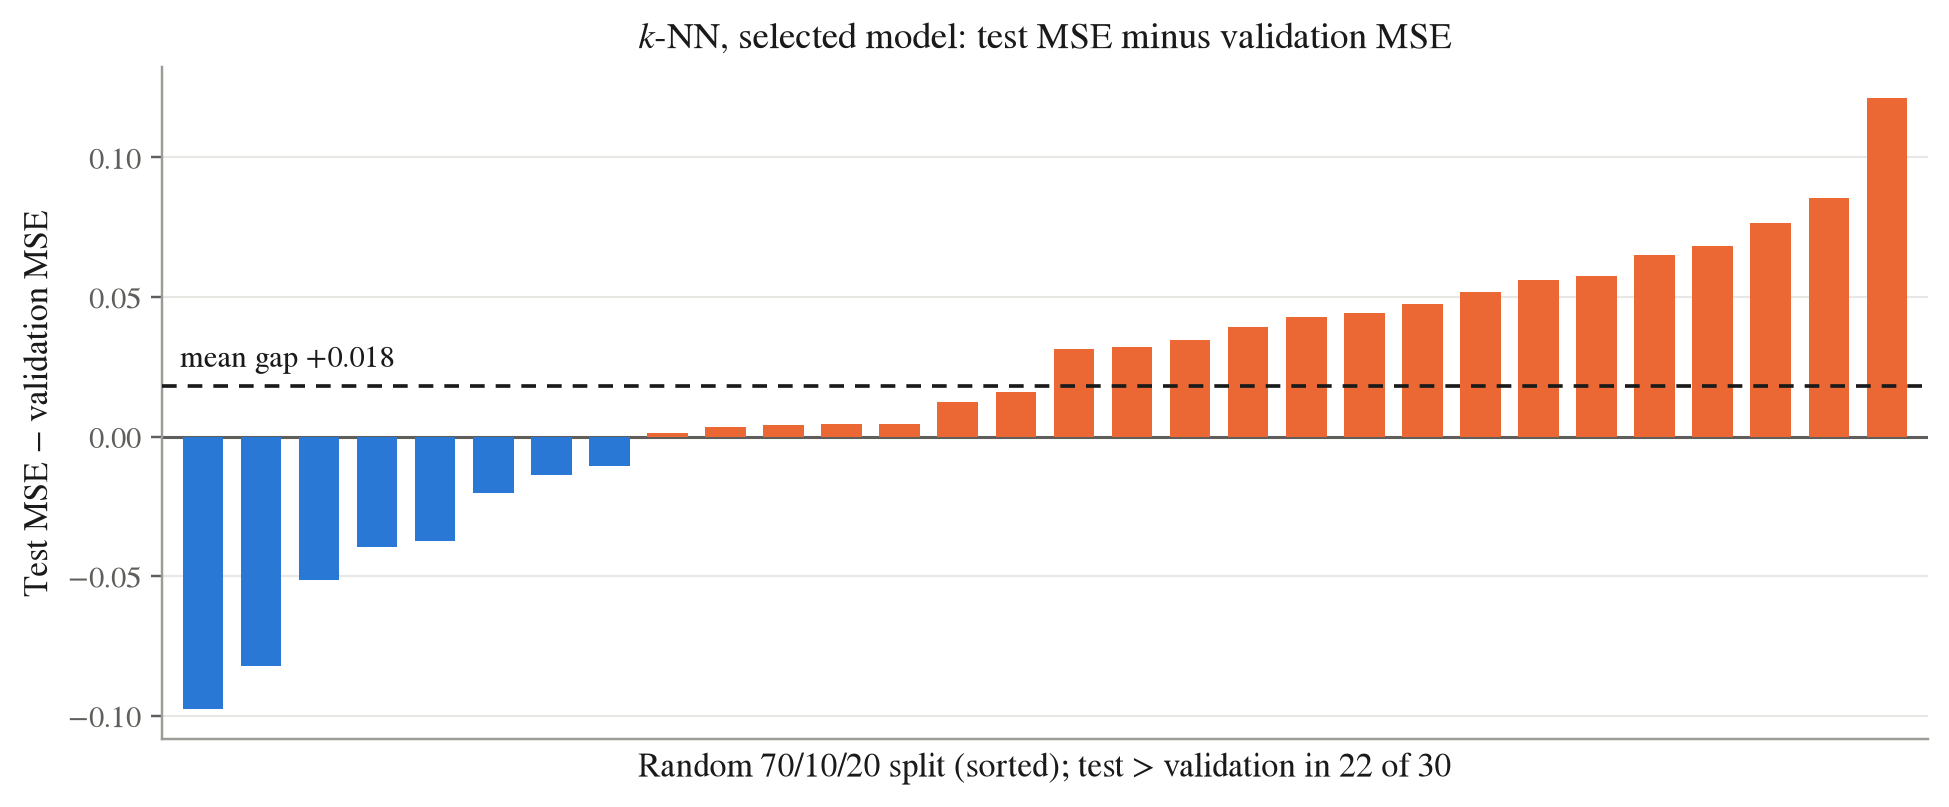 k-NN, selected model: test MSE minus validation MSE
Test MSE − validation MSE
0.10
0.05
0.00
−0.05
−0.10
mean gap +0.018
Random 70/10/20 split (sorted); test > validation in 22 of 30